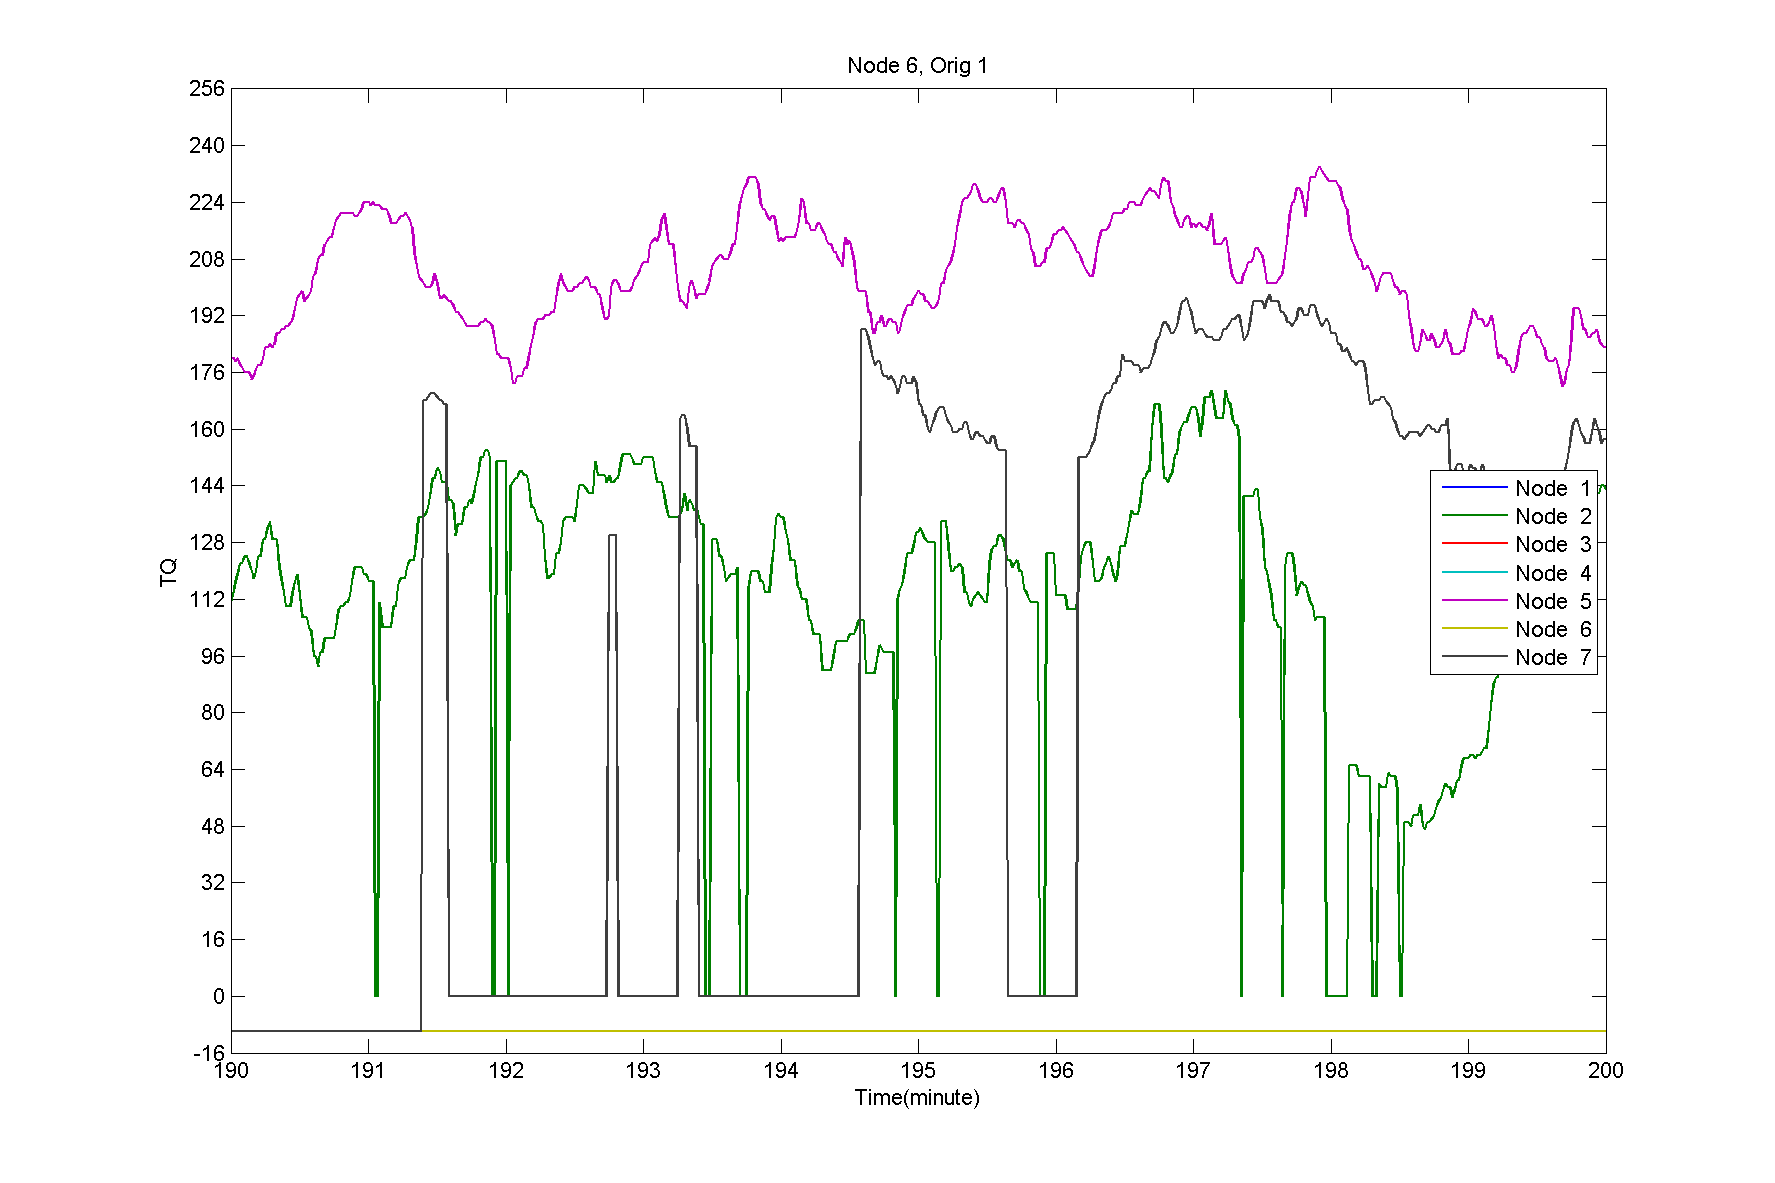 Node 6, Orig 1
256
240
224
208
192
176
160
144
128
112
96
80
64
48
32
16
0
-16
TQ
190 191 192 193 194 195 196 197 198 199 200
Time(minute)
Node 1
Node 2
Node 3
Node 4
Node 5
Node 6
Node 7